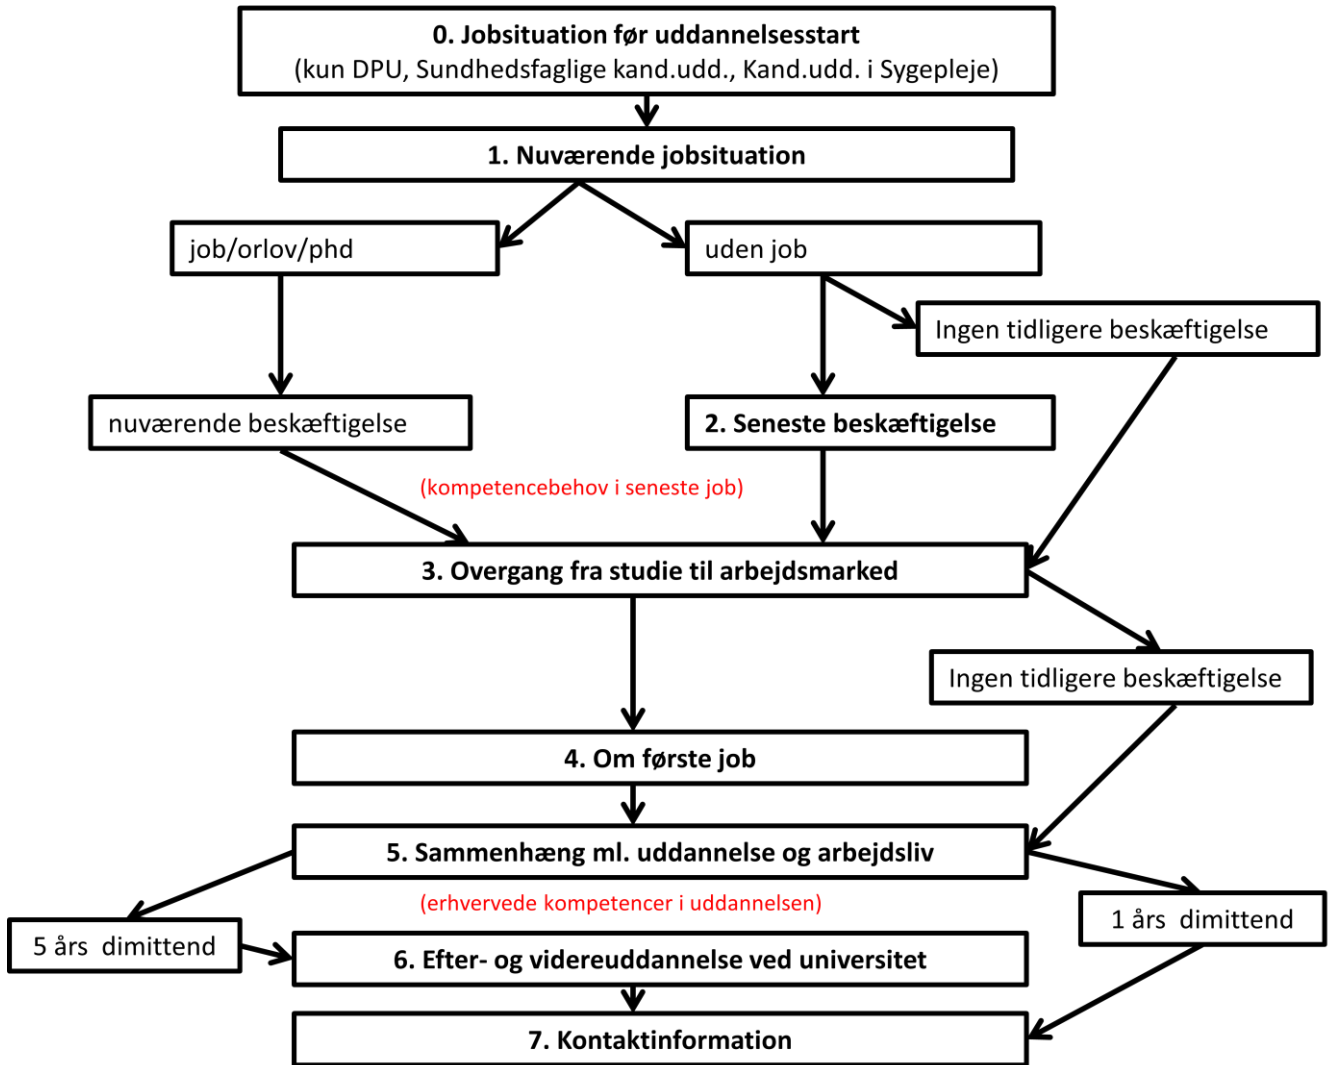 0. Jobsituation før uddannelsesstart
(kun DPU, Sundhedsfaglige kand.udd., Kand.udd. i Sygepleje)
1. Nuværende jobsituation
job/orlov/phd
uden job
Ingen tidligere beskæftigelse
nuværende beskæftigelse
2. Seneste beskæftigelse
(kompetencebehov i seneste job)
3. Overgang fra studie til arbejdsmarked
Ingen tidligere beskæftigelse
4. Om første job
5. Sammenhæng ml. uddannelse og arbejdsliv
(erhvervede kompetencer i uddannelsen)
5 års  dimittend
1 års  dimittend
6. Efter- og videreuddannelse ved universitet
7. Kontaktinformation